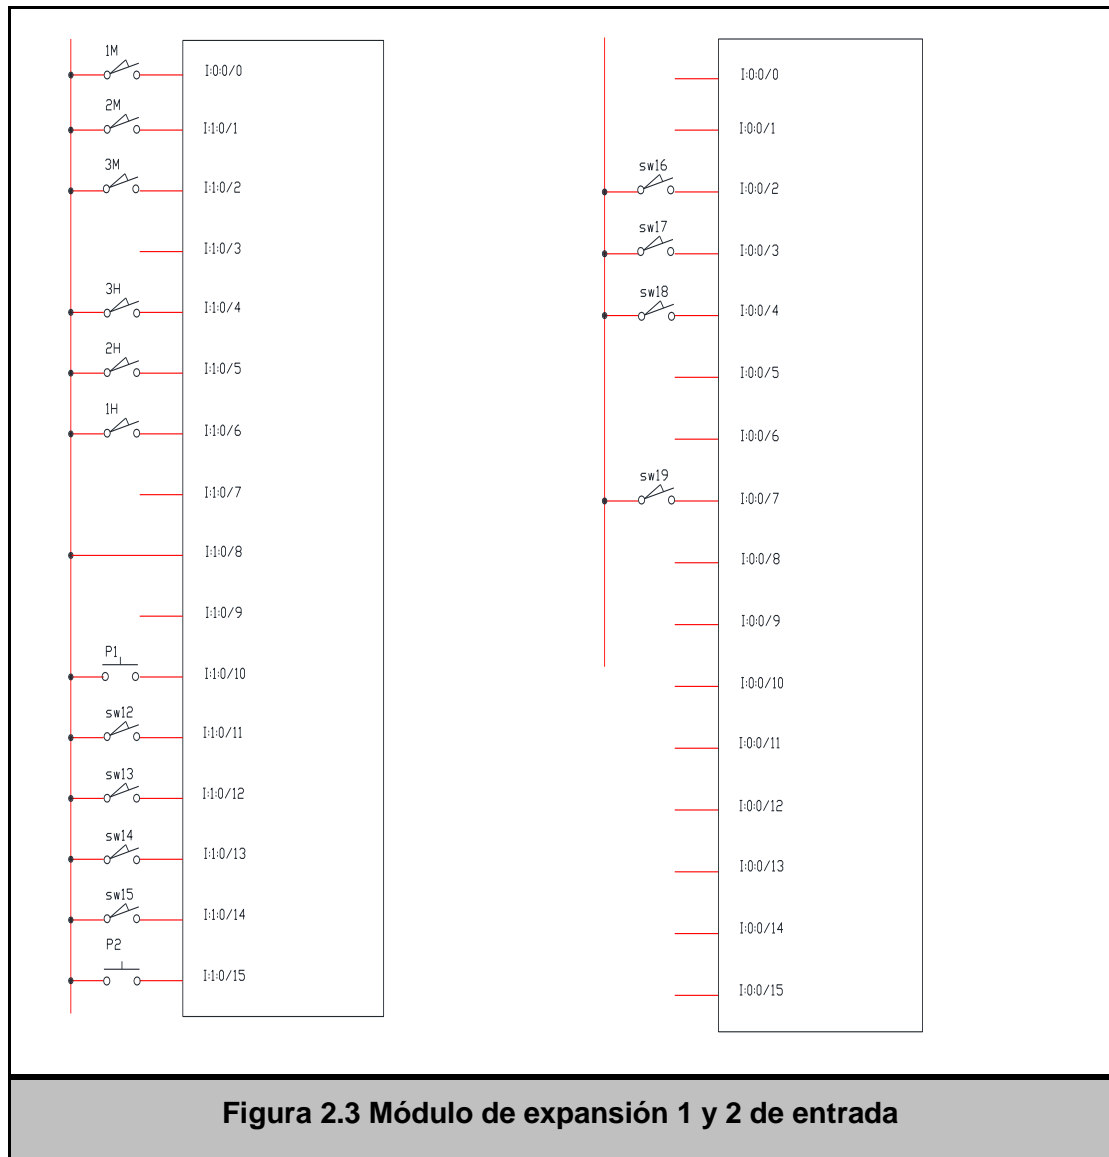 1M
I:0:0/0
2M
I:1:0/1
3M
I:1:0/2
I:1:0/3
3H
I:1:0/4
2H
I:1:0/5
1H
I:1:0/6
I:1:0/7
I:1:0/8
I:1:0/9
P1
I:1:0/10
sw12
I:1:0/11
sw13
I:1:0/12
sw14
I:1:0/13
sw15
I:1:0/14
P2
I:1:0/15
I:0:0/0
I:0:0/1
sw16
I:0:0/2
sw17
I:0:0/3
sw18
I:0:0/4
I:0:0/5
I:0:0/6
sw19
I:0:0/7
I:0:0/8
I:0:0/9
I:0:0/10
I:0:0/11
I:0:0/12
I:0:0/13
I:0:0/14
I:0:0/15
Figura 2.3 Módulo de expansión 1 y 2 de entrada